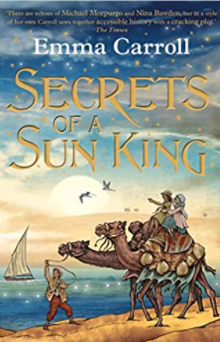 'There are echoes of Michael Morpurgo and Nina Bawden, but in a style
of her own Carroll sews together accessible history with a cracking plot.'
The Times
Emma Carroll
SECRETS
OF A
SUN KING